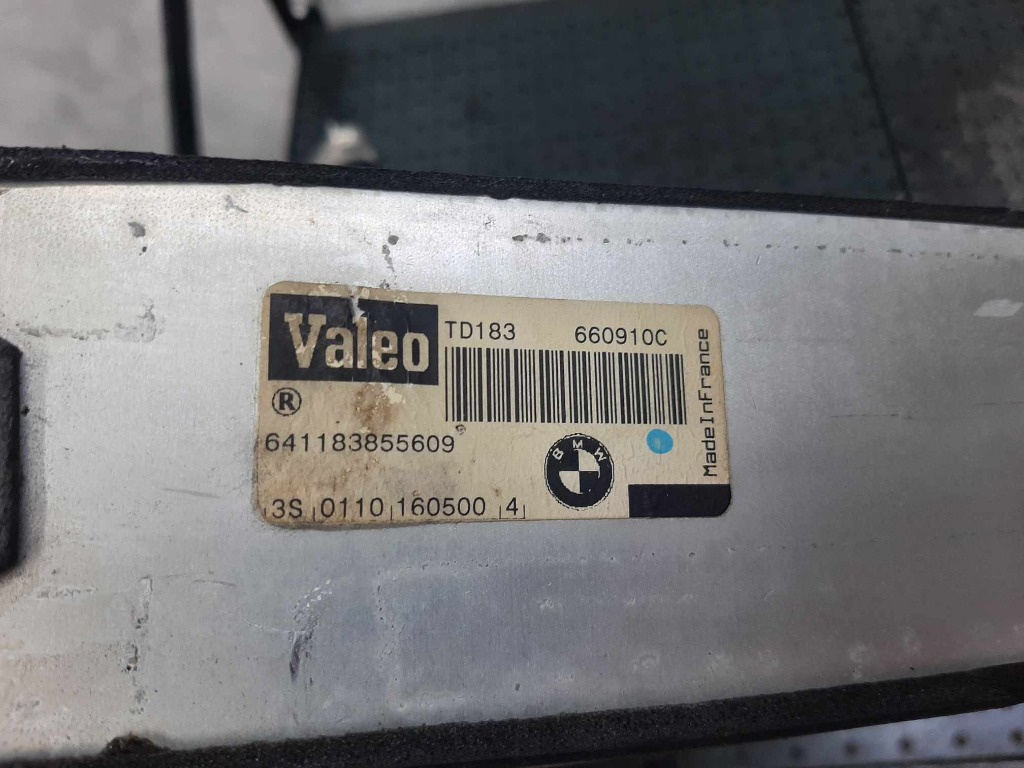 Valeo
®
TD183 660910C
641183855609
BMW
3S 0110 160500 4
MadeInFrance